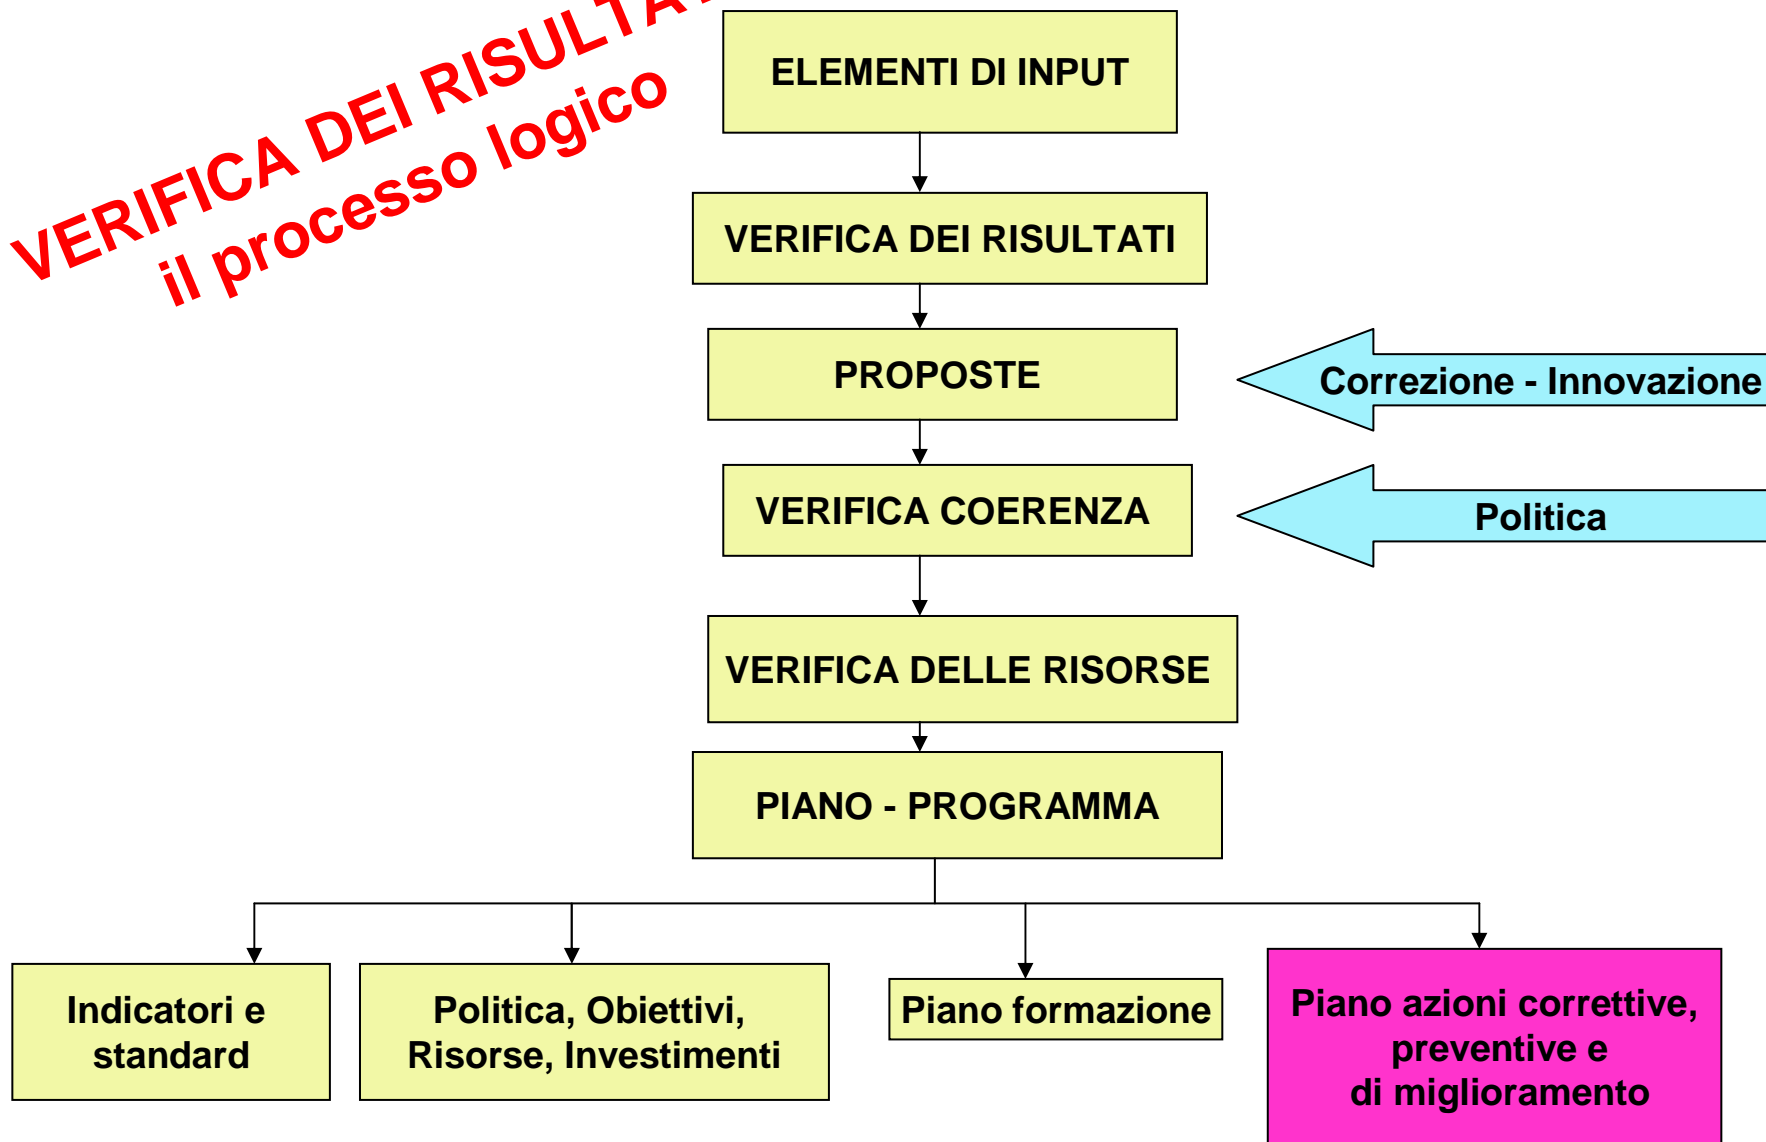 VERIFICA DEI RISULTAT
il processo logico
ELEMENTI DI INPUT
VERIFICA DEI RISULTATI
PROPOSTE
Correzione - Innovazione
VERIFICA COERENZA
Politica
VERIFICA DELLE RISORSE
PIANO - PROGRAMMA
Indicatori e
standard
Politica, Obiettivi,
Risorse, Investimenti
Piano formazione
Piano azioni correttive,
preventive e
di miglioramento